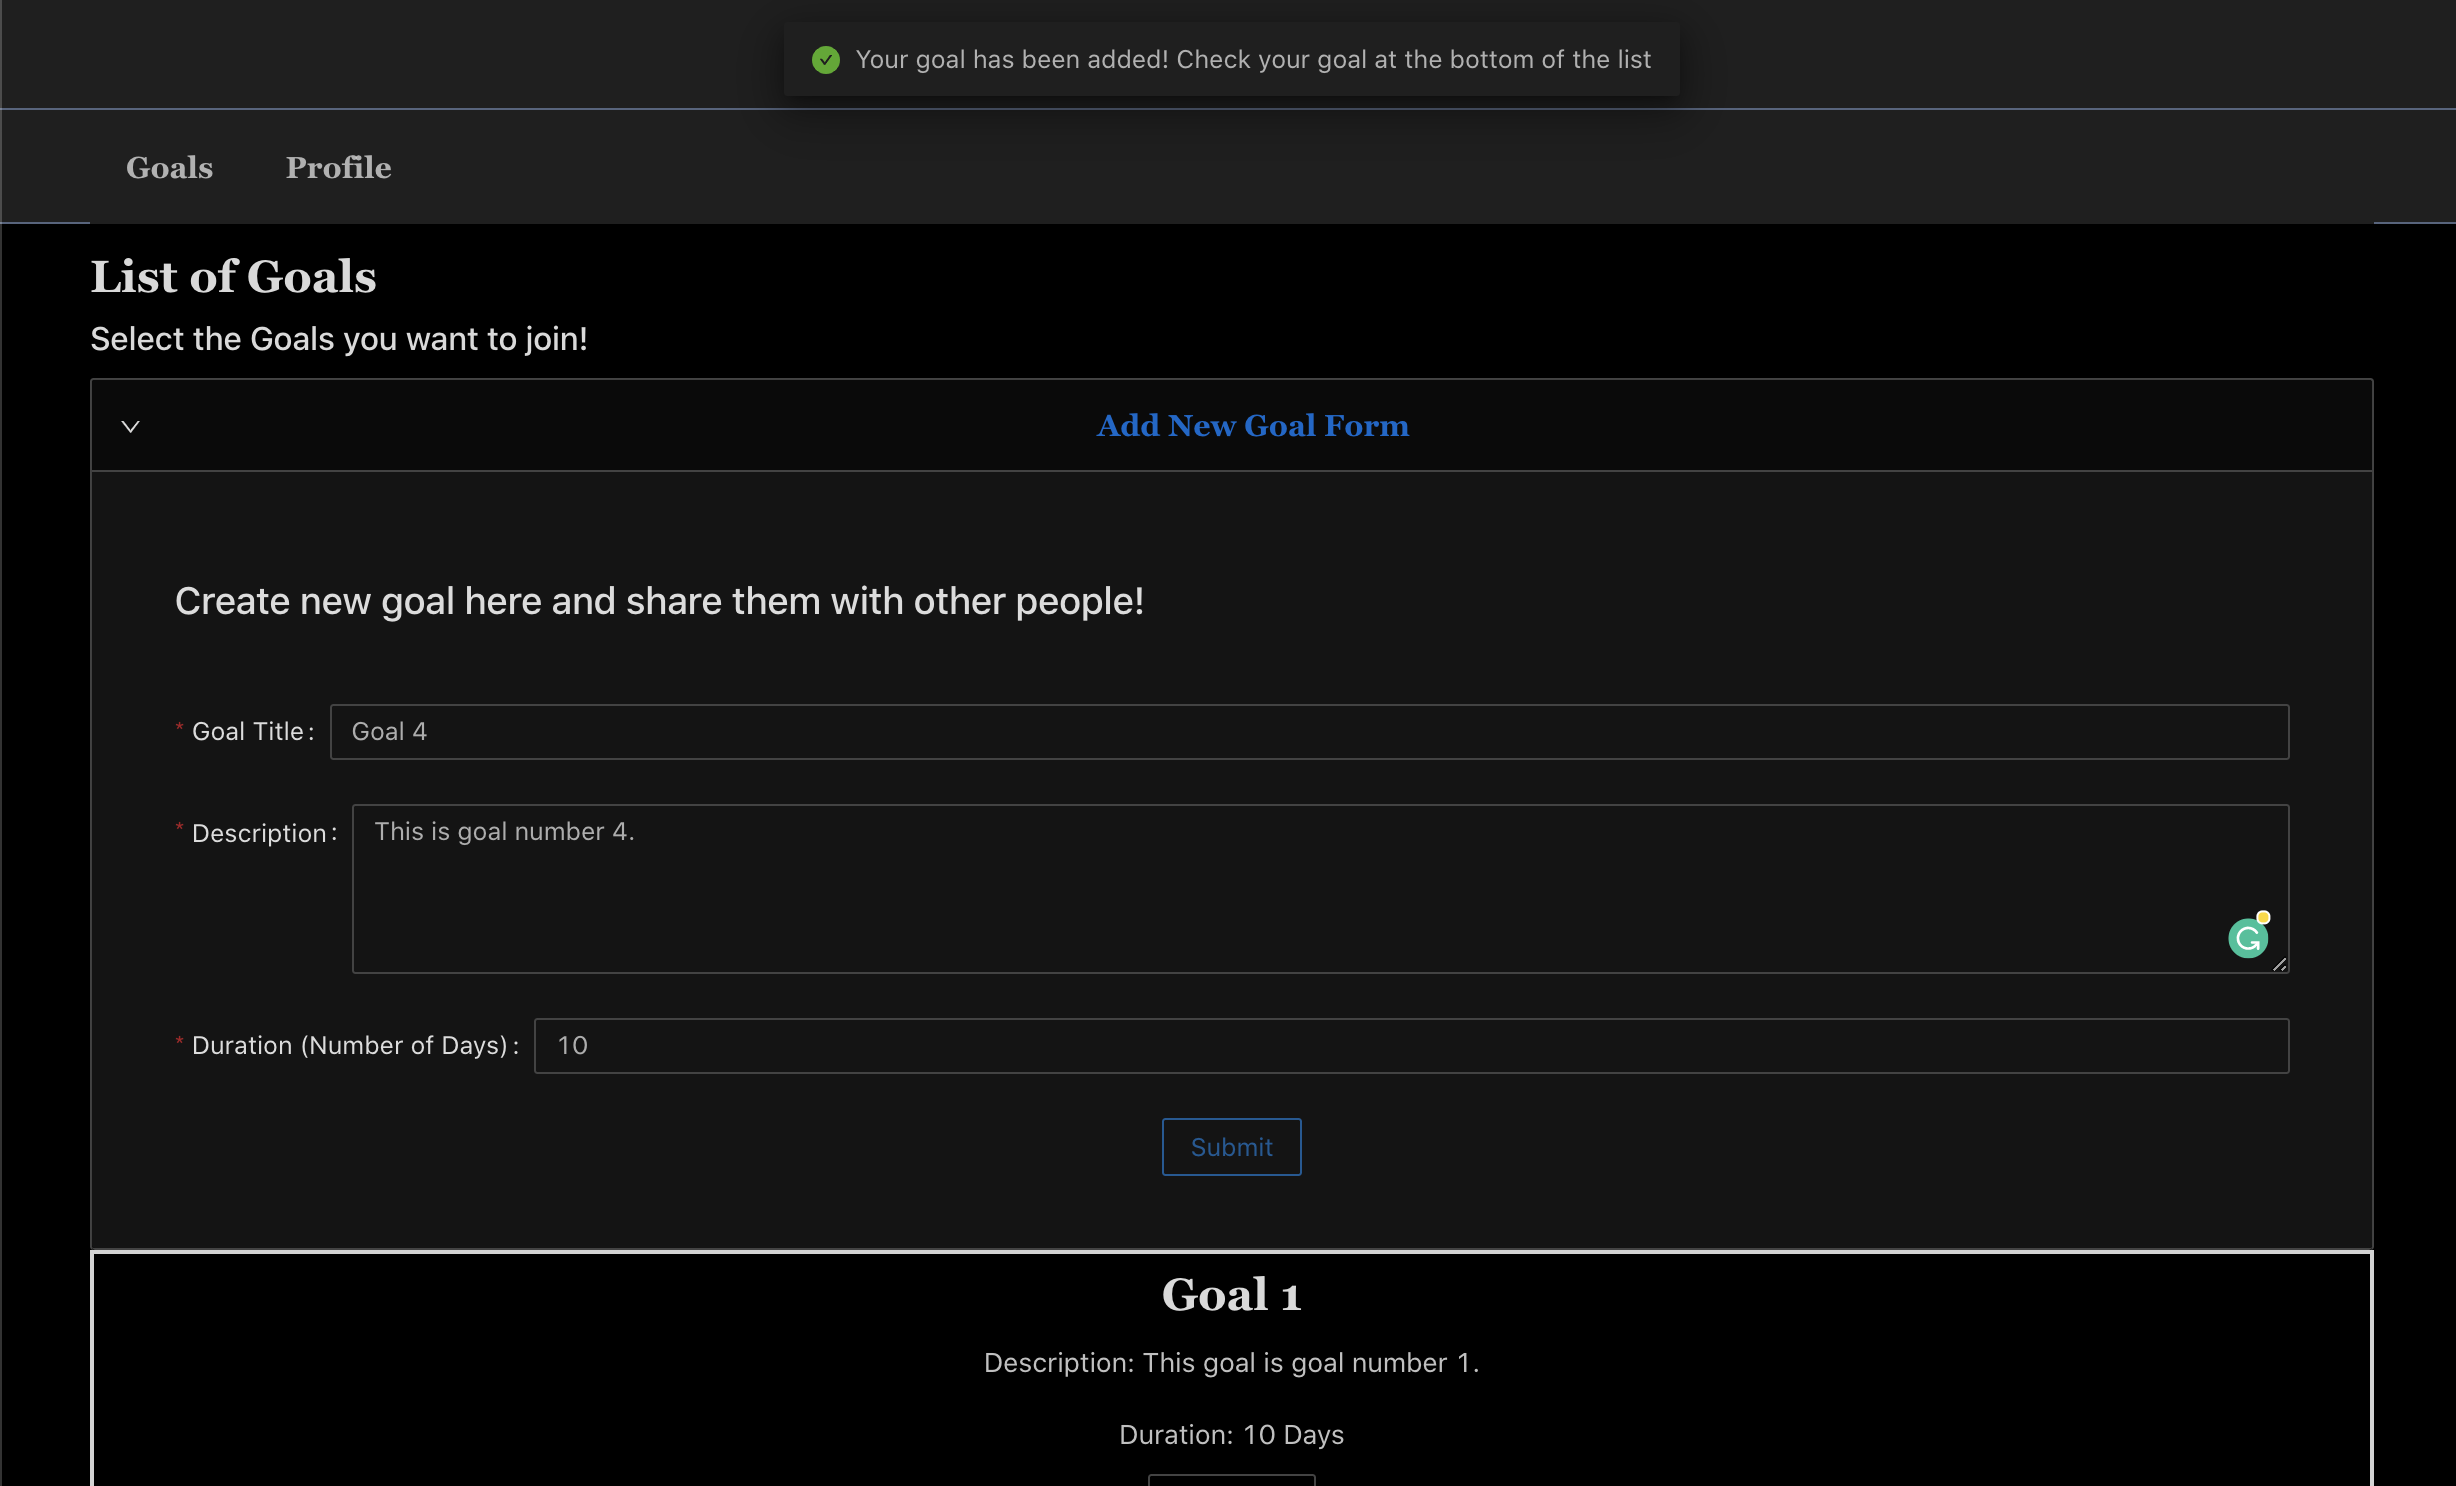 Your goal has been added! Check your goal at the bottom of the list
Goals Profile
List of Goals
Select the Goals you want to join!
Add New Goal Form
Create new goal here and share them with other people!
* Goal Title: Goal 4
* Description: This is goal number 4.
* Duration (Number of Days): 10
Submit
Goal 1
Description: This goal is goal number 1.
Duration: 10 Days